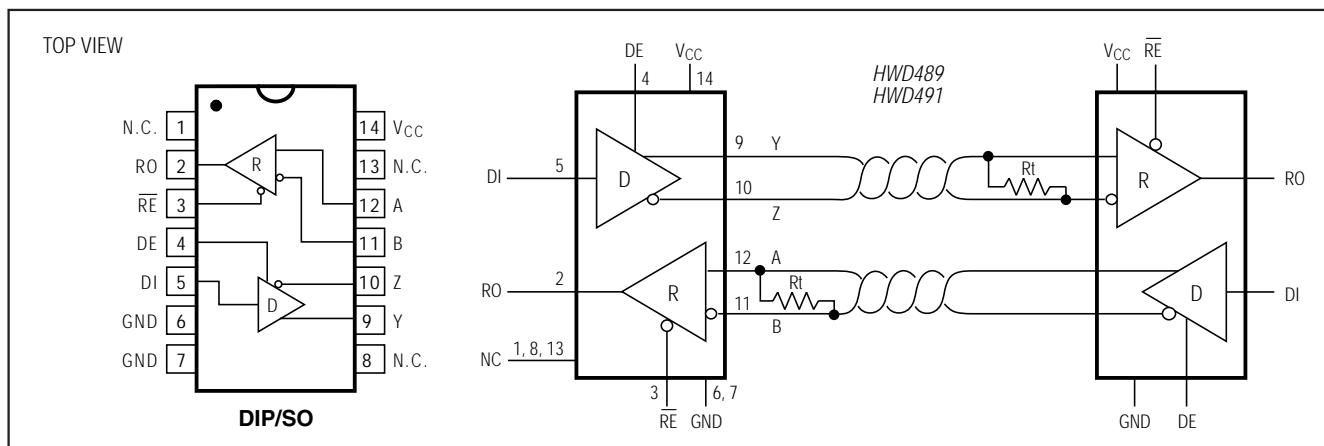 TOP VIEW
N.C. 1
RO 2
RE 3
DE 4
DI 5
GND 6
GND 7
14 VCC
13 N.C.
12 A
11 B
10 Z
9 Y
8 N.C.
R
D
DIP/SO
DE
4
VCC
14
HWD489
HWD491
VCC
RE
DI
5
D
9 Y
10
Z
Rt
R
RO
RO
2
R
12 A
11
B
Rt
D
DI
NC
1, 8, 13
3
RE
6, 7
GND
GND
DE